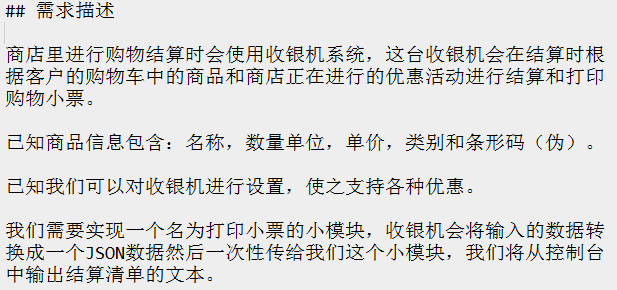 ## 需求描述
商店里进行购物结算时会使用收银机系统，这台收银机会在结算时根
据客户的购物车中的商品和商店正在进行的优惠活动进行结算和打印
购物小票。
已知商品信息包含：名称，数量单位，单价，类别和条形码（伪）。
已知我们可以对收银机进行设置，使之支持各种优惠。
我们需要实现一个名为打印小票的小模块，收银机会将输入的数据转
换成一个JSON数据然后一次性传给我们这个小模块，我们将从控制台
中输出结算清单的文本。